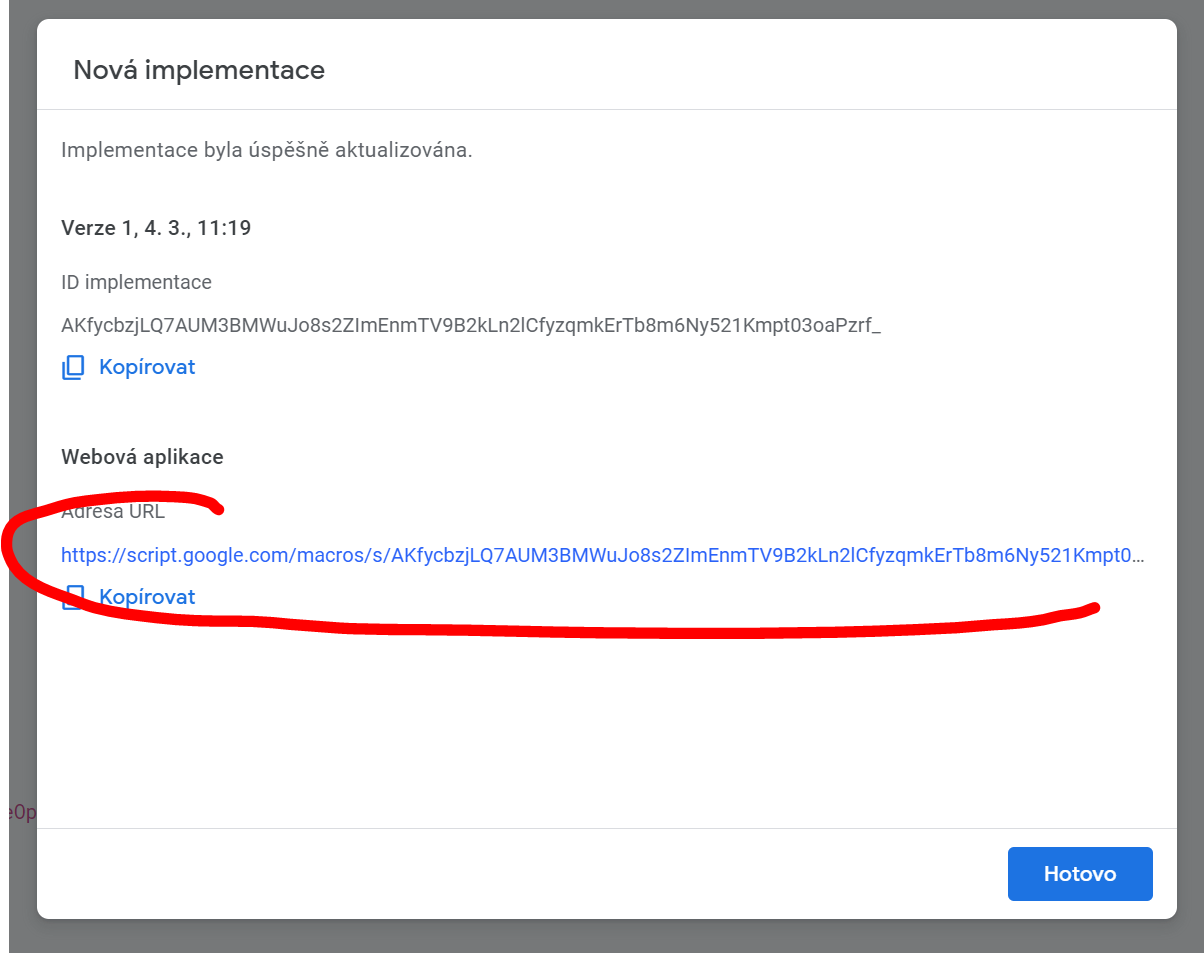 Nová implementace
Implementace byla úspěšně aktualizována.
Verze 1, 4. 3., 11:19
ID implementace
AKfycbzjLQ7AUM3BMWuJo8s2ZImEnmTV9B2kLn2lCfyzqmkErTb8m6Ny521Kmpt03oaPzrf_
Kopírovat
Webová aplikace
Adresa URL
https://script.google.com/macros/s/AKfycbzjLQ7AUM3BMWuJo8s2ZImEnmTV9B2kLn2lCfyzqmkErTb8m6Ny521Kmpt0...
Kopírovat
eOp
Hotovo